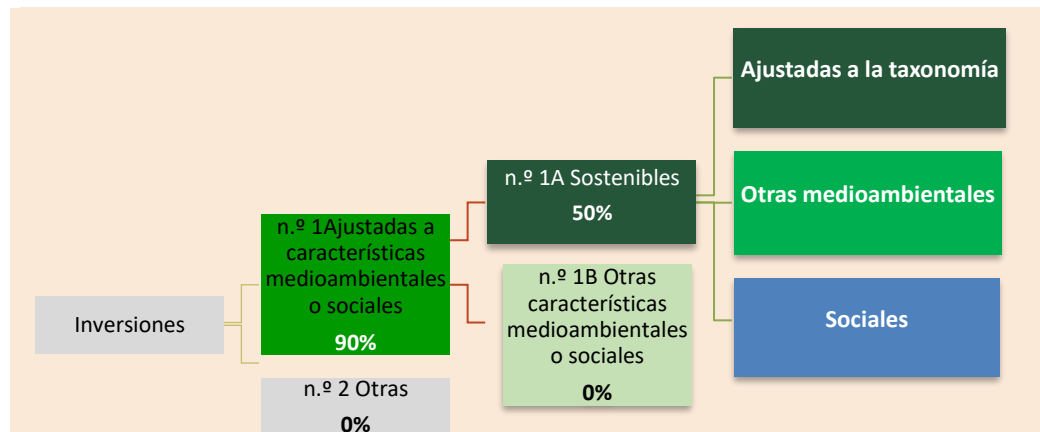 Inversiones
n.º 1Ajustadas a
características
medioambientales
o sociales
90%
n.º 2 Otras
0%
n.º 1A Sostenibles
50%
n.º 1B Otras
características
medioambientales
o sociales
0%
Ajustadas a la taxonomía
Otras medioambientales
Sociales